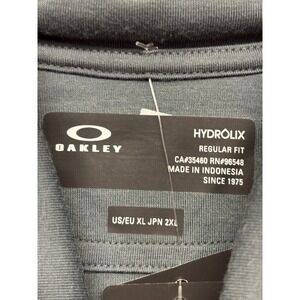 OAKLEY
HYDROLIX
REGULAR FIT
CA#35460 RN#96548
MADE IN INDONESIA
SINCE 1975
US/EU XL JPN 2XL